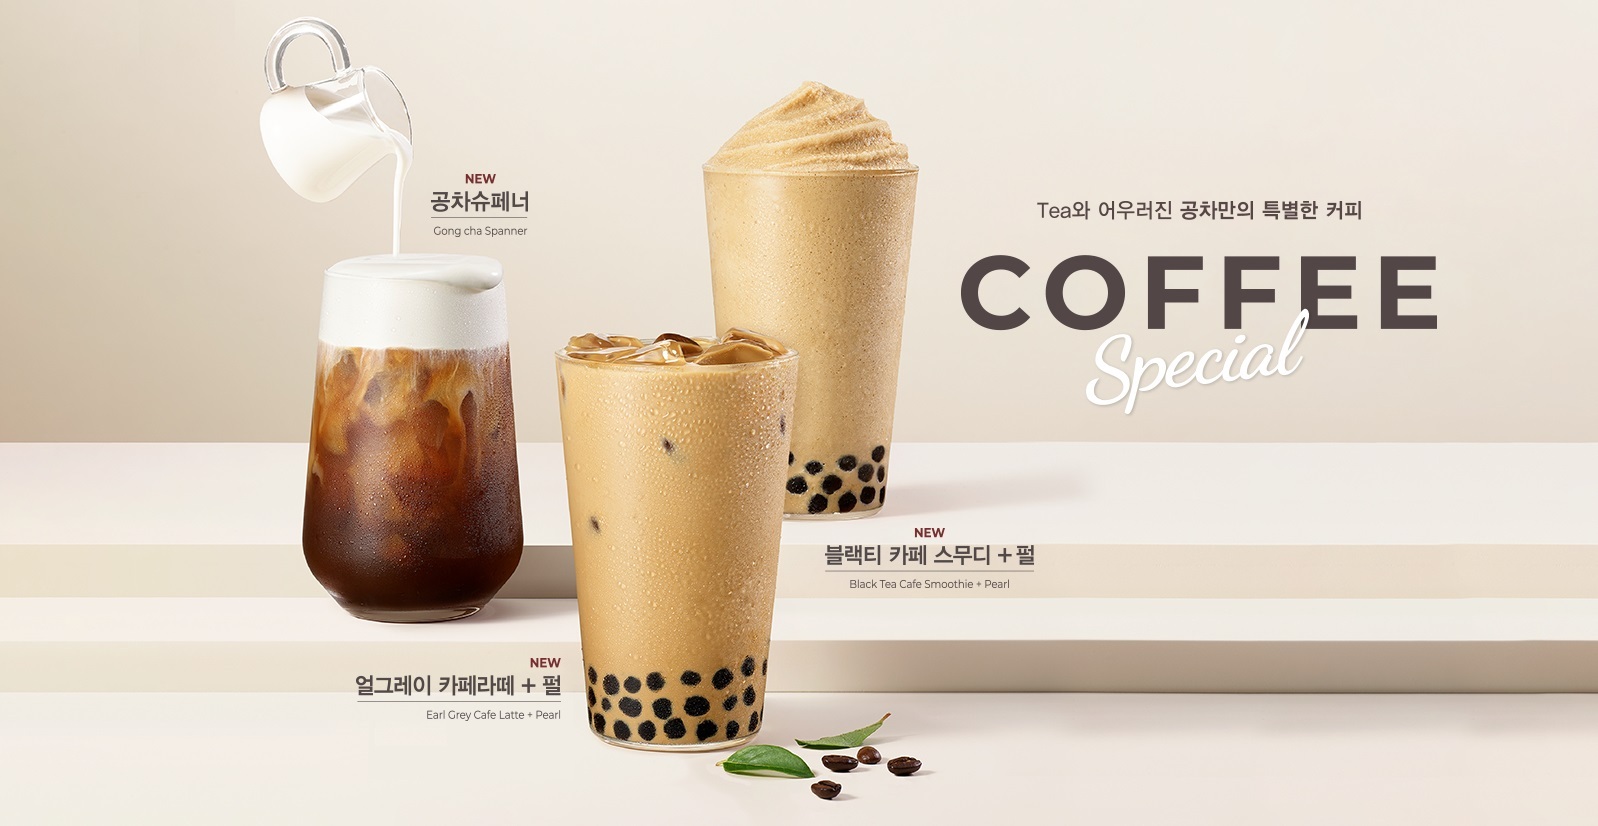 NEW
공차슈페너
Gong cha Spanner
Tea와 어우러진 공차만의 특별한 커피
COFFEE
Special
NEW
블랙티 카페 스무디 + 펄
Black Tea Cafe Smoothie + Pearl
NEW
얼그레이 카페라떼 + 펄
Earl Grey Cafe Latte + Pearl